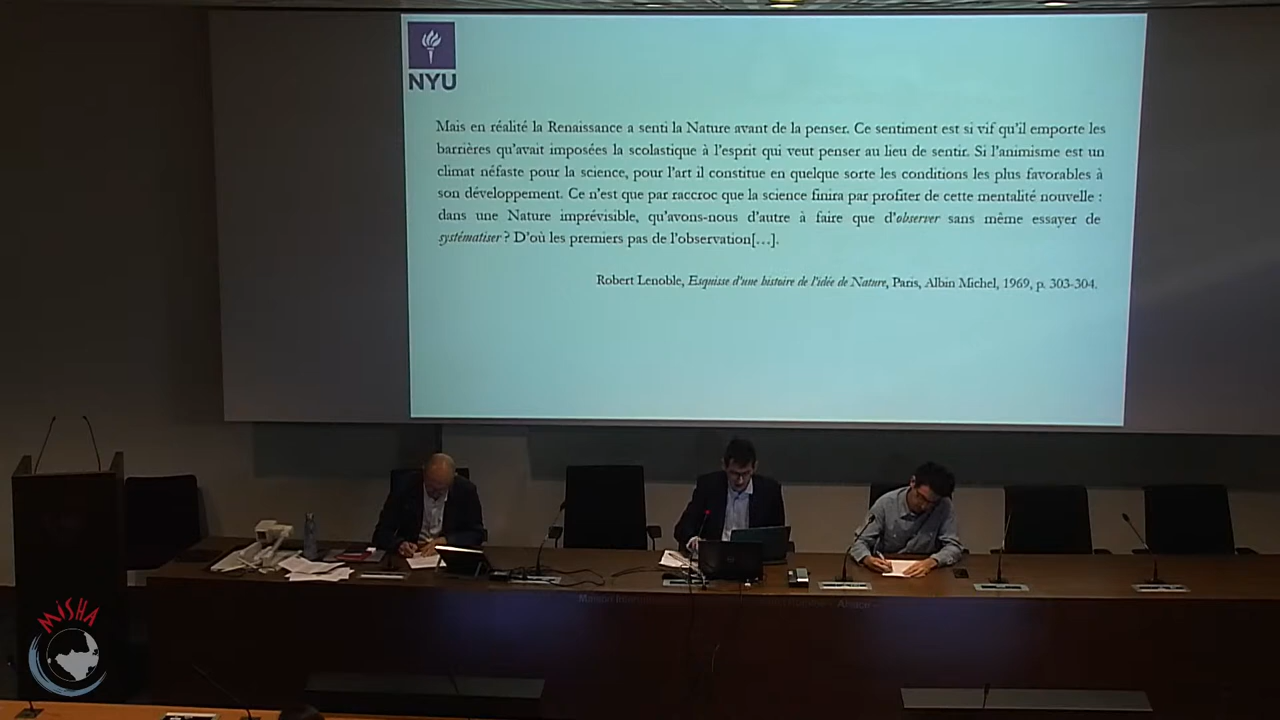 NYU
Mais en réalité la Renaissance a senti la Nature avant de la penser. Ce sentiment est si vif qu'il emporte les
barrières qu'avait imposées la scolastique à l'esprit qui veut penser au lieu de sentir. Si l'animisme est un
climat néfaste pour la science, pour l'art il constitue en quelque sorte les conditions les plus favorables à
son développement. Ce n'est que par raccroc que la science finira par profiter de cette mentalité nouvelle :
dans une Nature imprévisible, qu'avons-nous d'autre à faire que d'observer sans même essayer de
systématiser ? D'où les premiers pas de l'observation[…].
Robert Lenoble, Esquisse d'une histoire de l'idée de Nature, Paris, Albin Michel, 1969, p. 303-304.
MiSHA